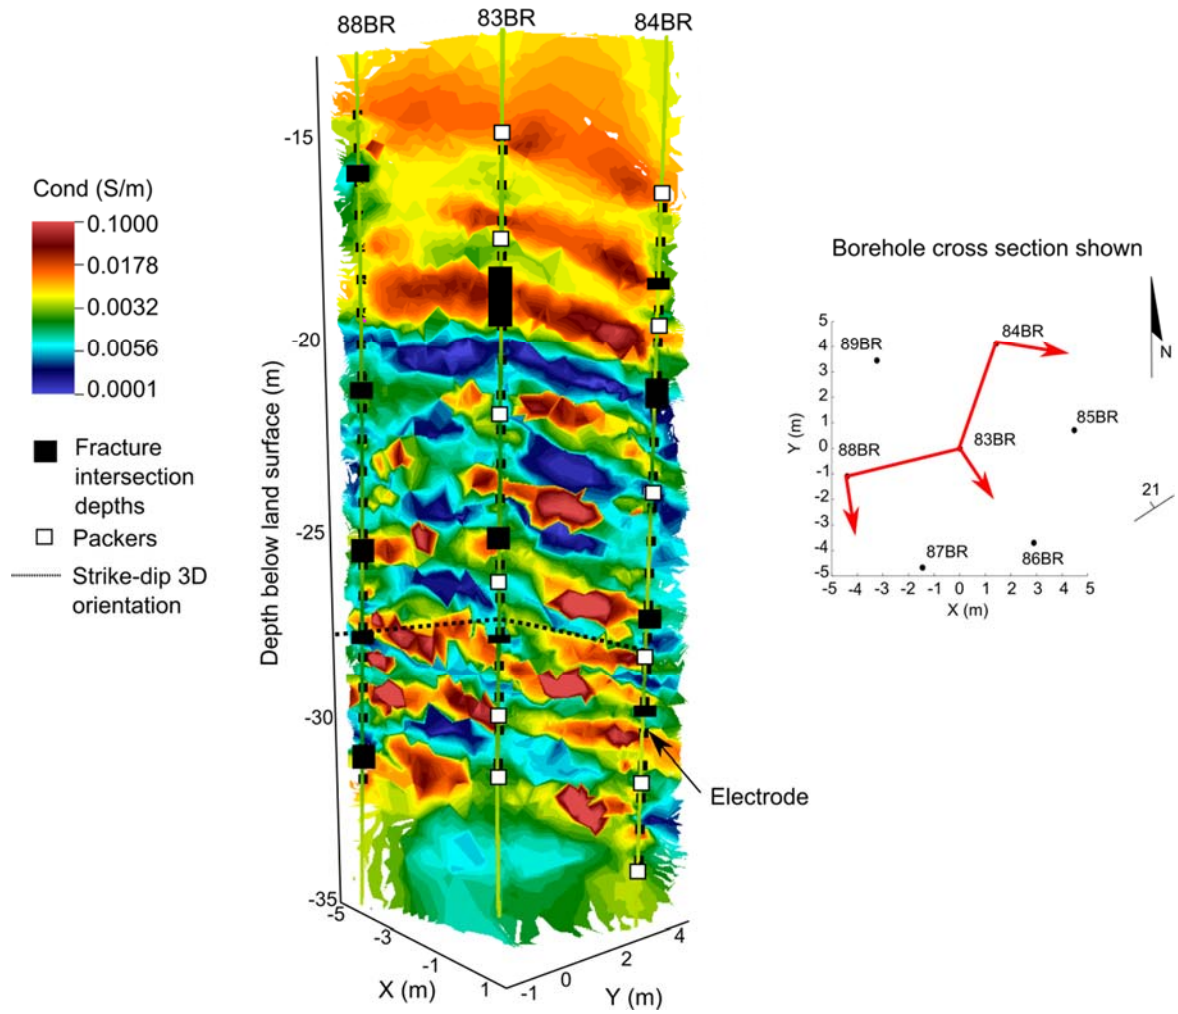 88BR
83BR
84BR
-15
-20
-25
-30
-35
Depth below land surface (m)
-5
-3
-1
1
X (m)
-1
0
2
4
Y (m)
Electrode
Cond (S/m)
0.1000
0.0178
0.0032
0.0056
0.0001
Fracture
intersection
depths
Packers
Strike-dip 3D
orientation
Borehole cross section shown
5
4
3
2
1
0
-1
-2
-3
-4
-5
Y (m)
89BR
84BR
85BR
83BR
88BR
87BR
86BR
21
N
-5
-4
-2
-1
0
1
2
3
4
5
X (m)